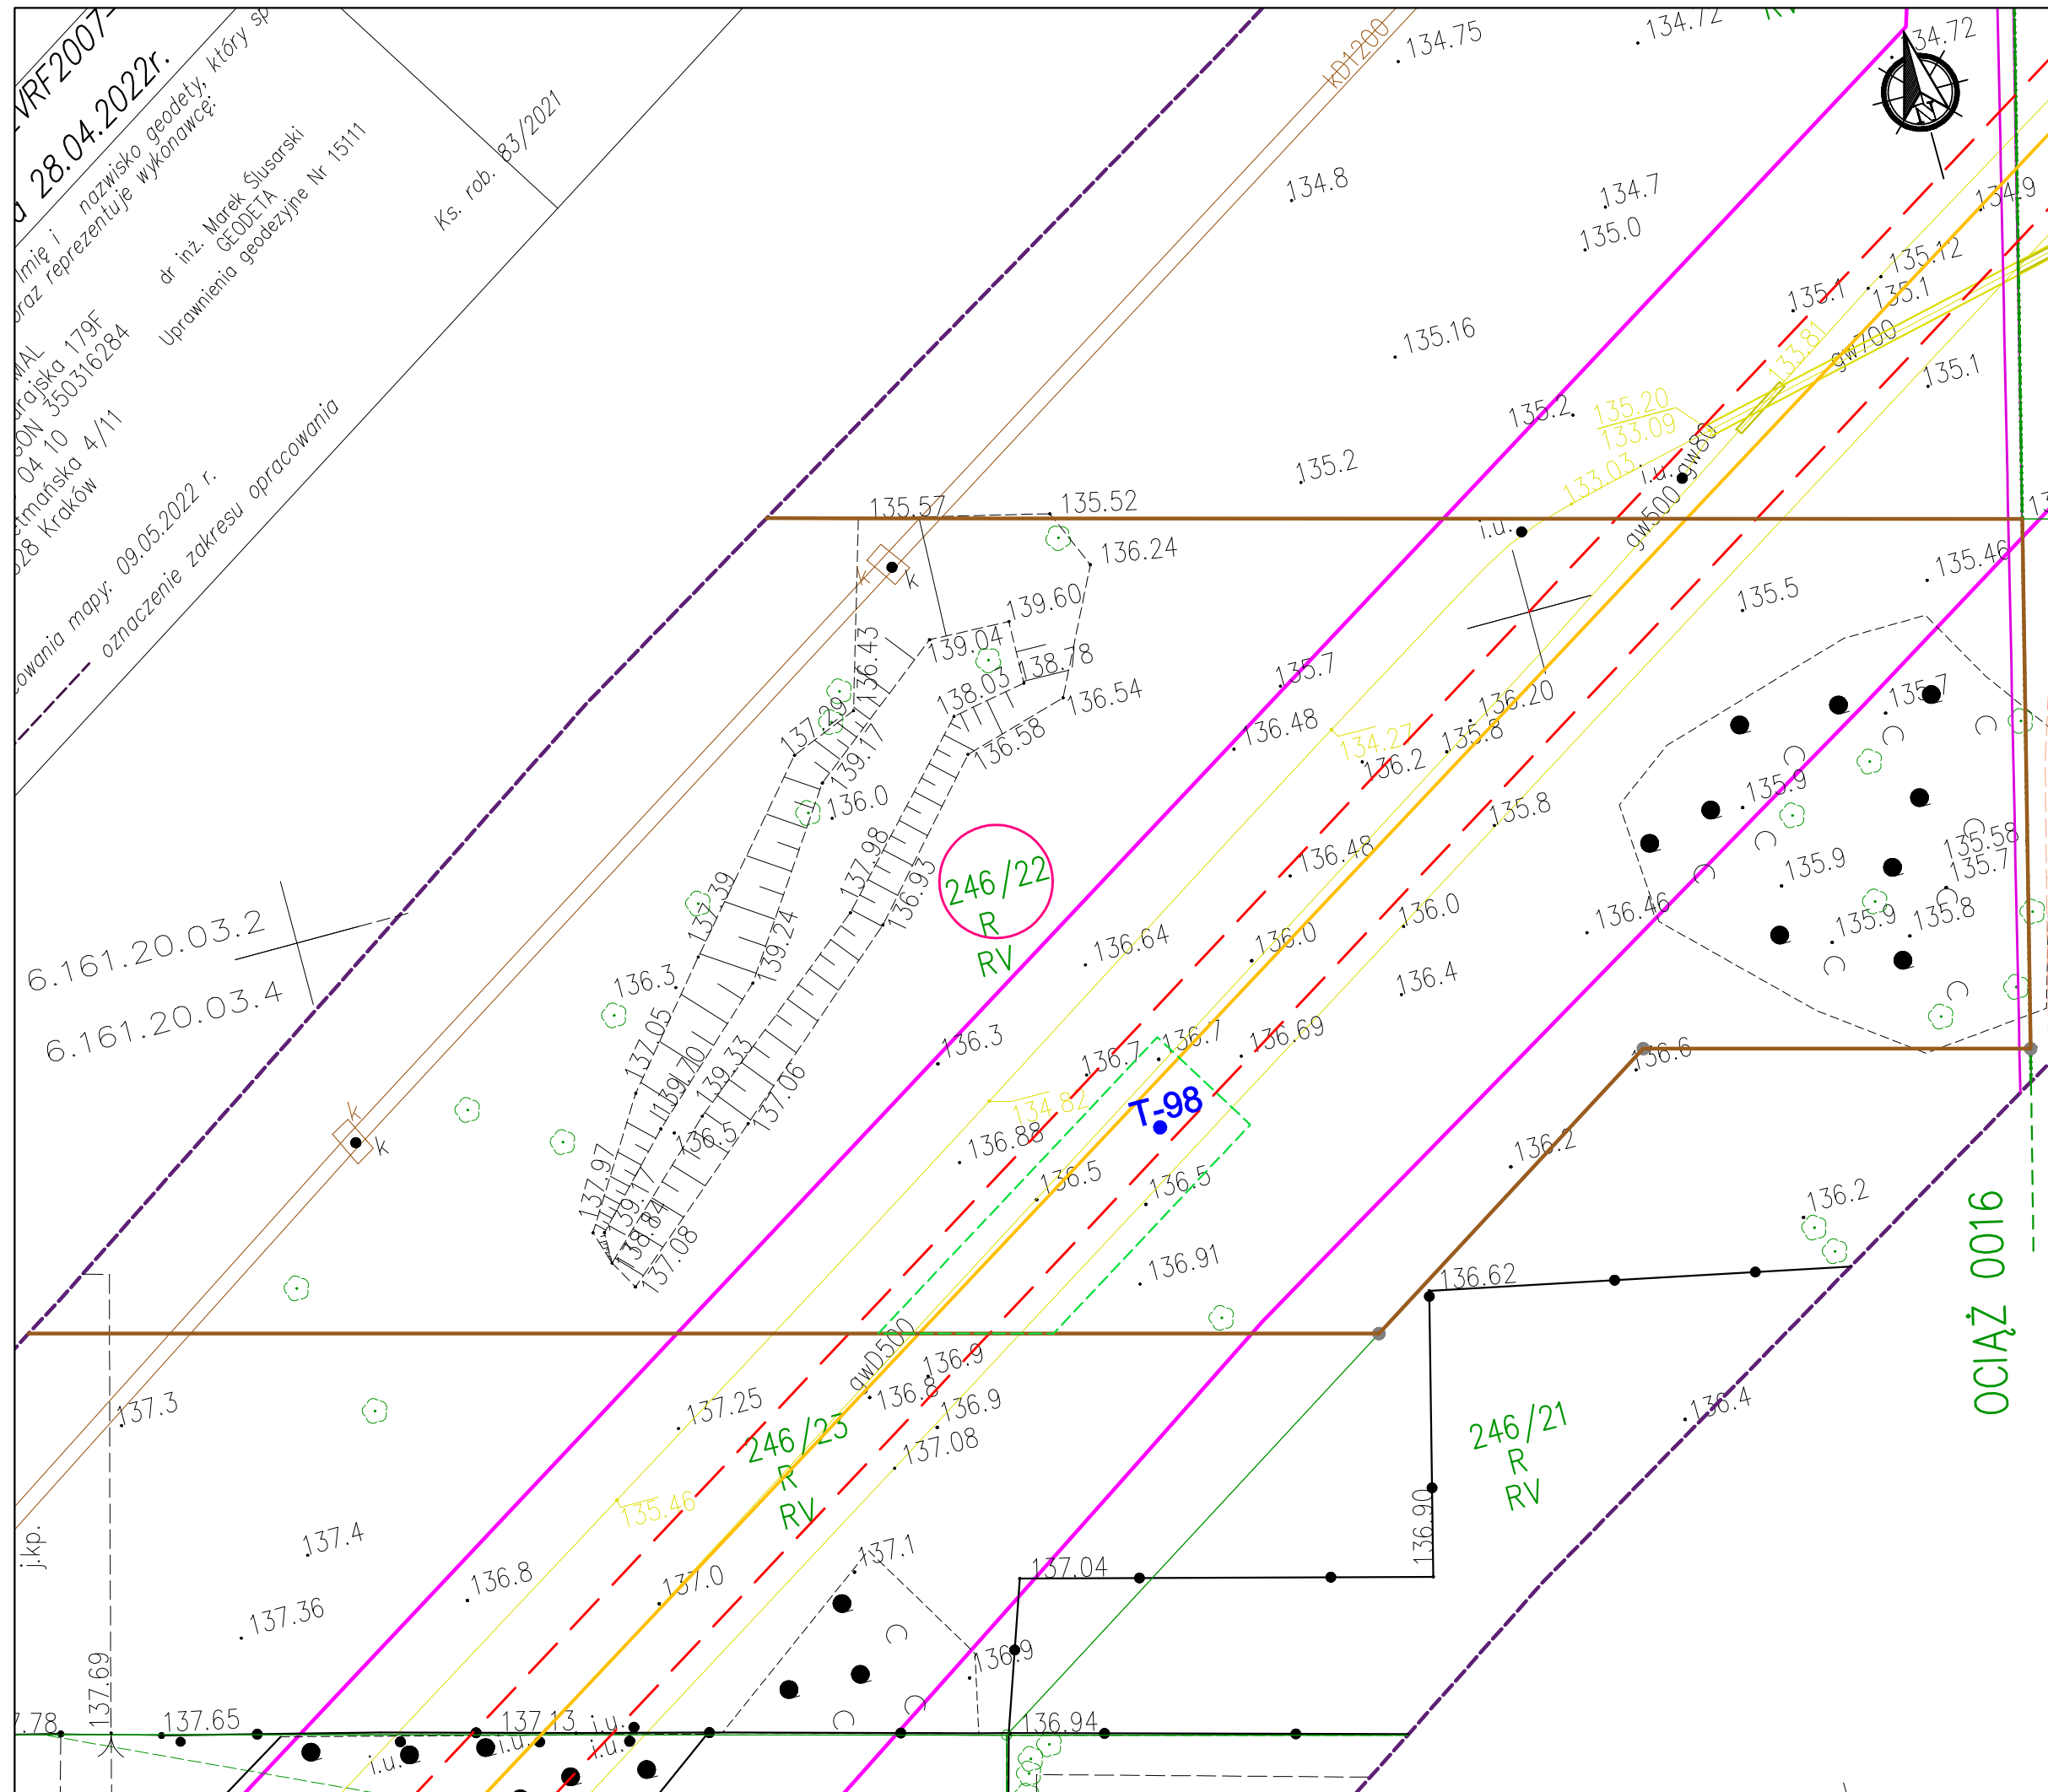 VRF2007-
28.04.2022r.
Imię i nazwisko geodety, który
oraz reprezentuje wykonawcę:
dr inż. Marek Ślusarski
GEODETA
Uprawnienia geodezyjne Nr 15111
Ks. rob. 83/2021
179F
350316284
04 10
4/11
Kraków
mapy: 09.05.2022 r.
oznaczenie zakresu opracowania
kD1200
134.75
134.72
34.72
N
134.8
134.7
135.0
134.9
135.12
135.1
135.1
gw700
133.81
135.16
135.1
135.2
135.20
133.09
133.03
gw80
i.u.
gw500
135.2
i.u.
135.57
135.52
136.24
k
k
135.46
135.5
139.60
139.04
136.43
138.78
138.03
136.54
137.29
139.17
136.58
135.7
136.20
136.48
135.8
134.27
136.2
135.7
135.9
136.0
135.8
135.58
135.7
135.9
137.98
136.93
246/22
R
RV
136.48
136.0
136.46
135.9
135.8
6.161.20.03.2
6.161.20.03.4
137.39
139.24
136.64
136.0
136.4
136.3
137.05
139.70
139.33
137.06
136.3
136.7
136.7
136.69
136.6
k
k
T-98
134.82
136.5
136.88
136.5
136.5
136.2
136.2
137.97
139.17
138.84
137.08
136.91
136.62
OCIĄŻ 0016
gwD500
136.9
136.8
136.9
137.3
137.25
137.08
136.4
246/23
R
RV
246/21
R
RV
135.46
136.90
j.kp.
137.4
137.1
137.04
136.8
137.0
137.36
136.9
137.69
7.78
137.65
137.13
i.u.
136.94
i.u.
i.u.
i.u.